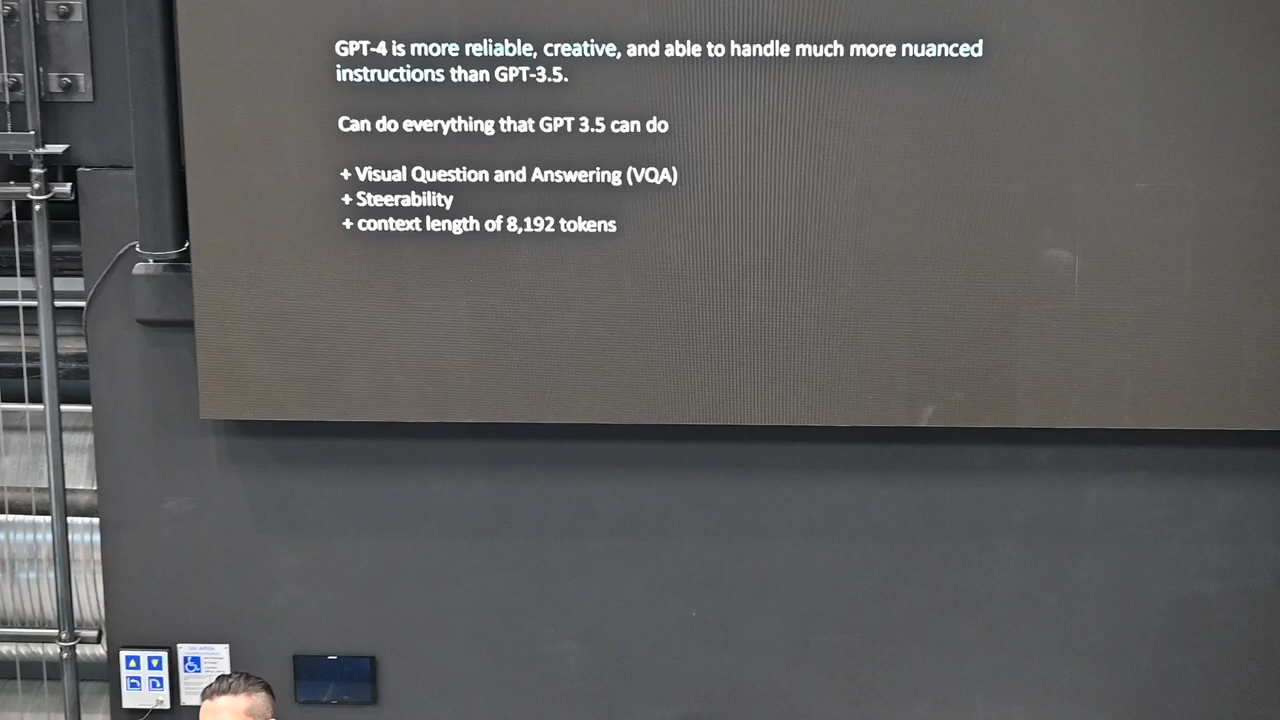 GPT-4 is more reliable, creative, and able to handle much more nuanced
instructions than GPT-3.5.
Can do everything that GPT 3.5 can do
+ Visual Question and Answering (VQA)
+ Steerability
+ context length of 8,192 tokens